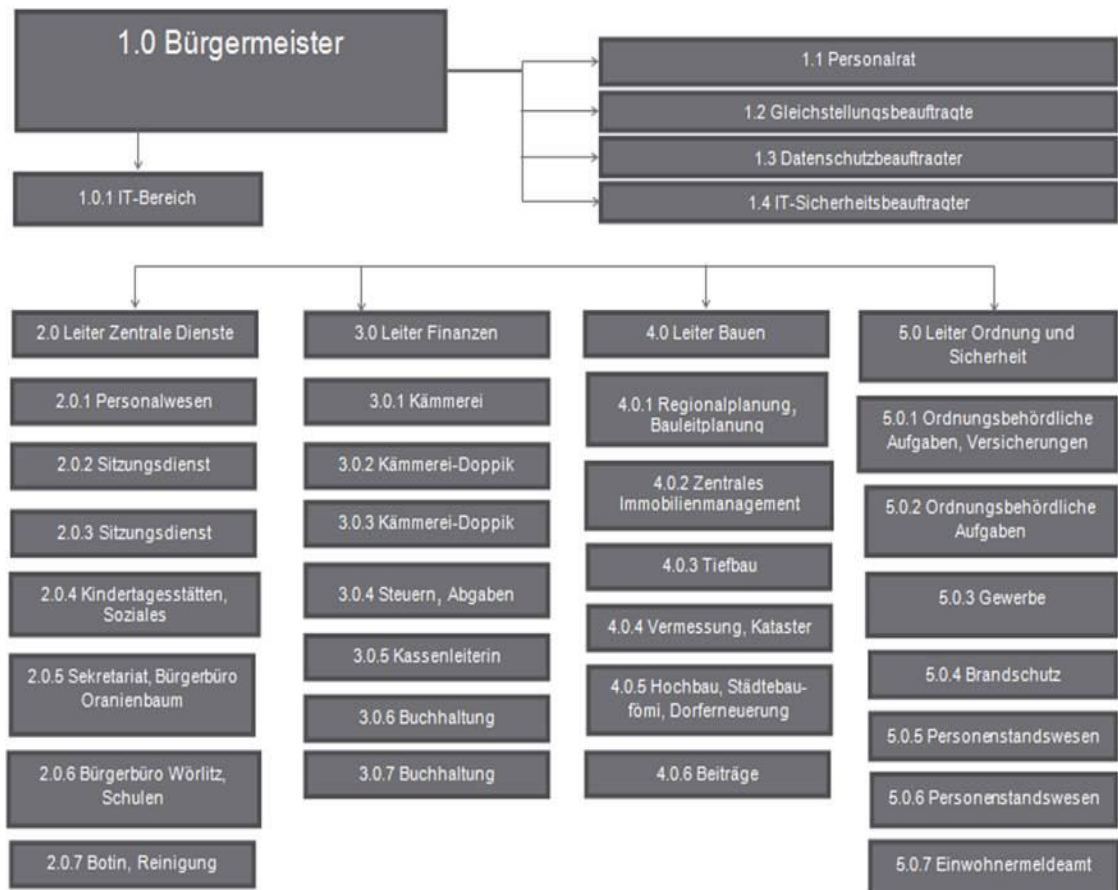 1.0 Bürgermeister
1.1 Personalrat
1.2 Gleichstellungsbeauftragte
1.3 Datenschutzbeauftragter
1.4 IT-Sicherheitsbeauftragter
1.0.1 IT-Bereich
2.0 Leiter Zentrale Dienste
2.0.1 Personalwesen
2.0.2 Sitzungsdienst
2.0.3 Sitzungsdienst
2.0.4 Kindertagesstätten,
Soziales
2.0.5 Sekretariat, Bürgerbüro
Oranienbaum
2.0.6 Bürgerbüro Wörlitz,
Schulen
2.0.7 Botin, Reinigung
3.0 Leiter Finanzen
3.0.1 Kämmerei
3.0.2 Kämmerei-Doppik
3.0.3 Kämmerei-Doppik
3.0.4 Steuern, Abgaben
3.0.5 Kassenleiterin
3.0.6 Buchhaltung
3.0.7 Buchhaltung
4.0 Leiter Bauen
4.0.1 Regionalplanung,
Bauleitplanung
4.0.2 Zentrales
Immobilienmanagement
4.0.3 Tiefbau
4.0.4 Vermessung, Kataster
4.0.5 Hochbau, Städtebau-
fömi, Dorferneuerung
4.0.6 Beiträge
5.0 Leiter Ordnung und
Sicherheit
5.0.1 Ordnungsbehördliche
Aufgaben, Versicherungen
5.0.2 Ordnungsbehördliche
Aufgaben
5.0.3 Gewerbe
5.0.4 Brandschutz
5.0.5 Personenstandswesen
5.0.6 Personenstandswesen
5.0.7 Einwohnermeldeamt